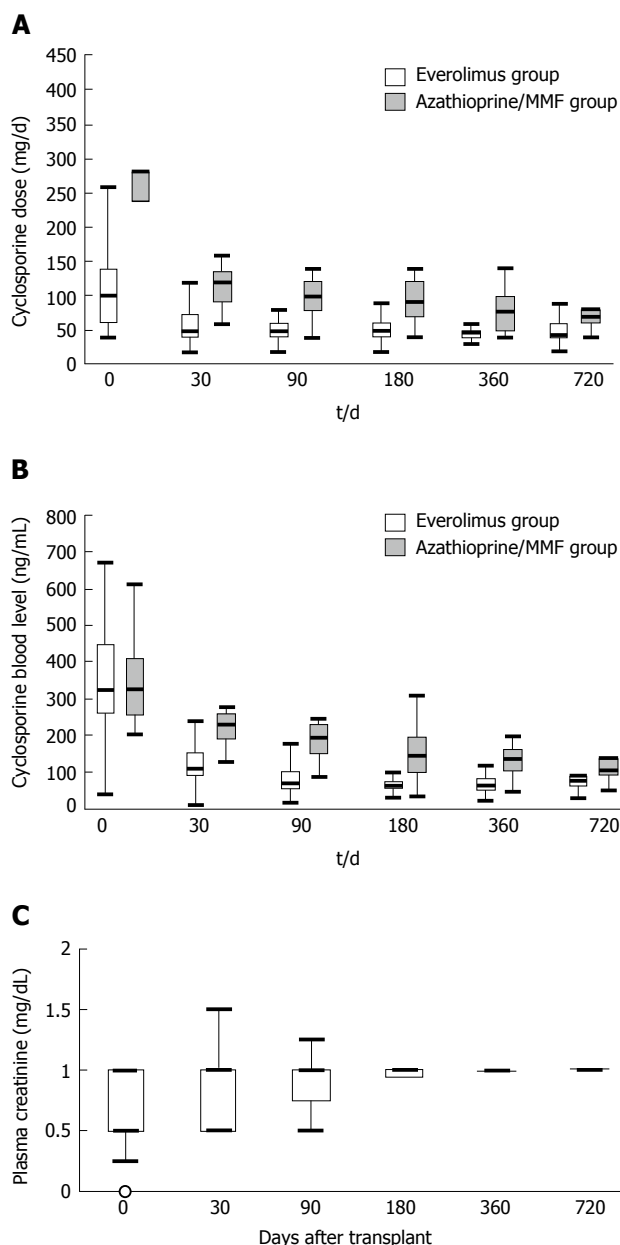 A
450
400
350
300
250
200
150
100
50
0
Cyclosporine dose (mg/d)
Everolimus group
Azathioprine/MMF group
0 30 90 180 360 720
t/d
B
800
700
600
500
400
300
200
100
0
Cyclosporine blood level (ng/mL)
Everolimus group
Azathioprine/MMF group
0 30 90 180 360 720
t/d
C
2
1.5
1
0.5
0
Plasma creatinine (mg/dL)
0 30 90 180 360 720
Days after transplant